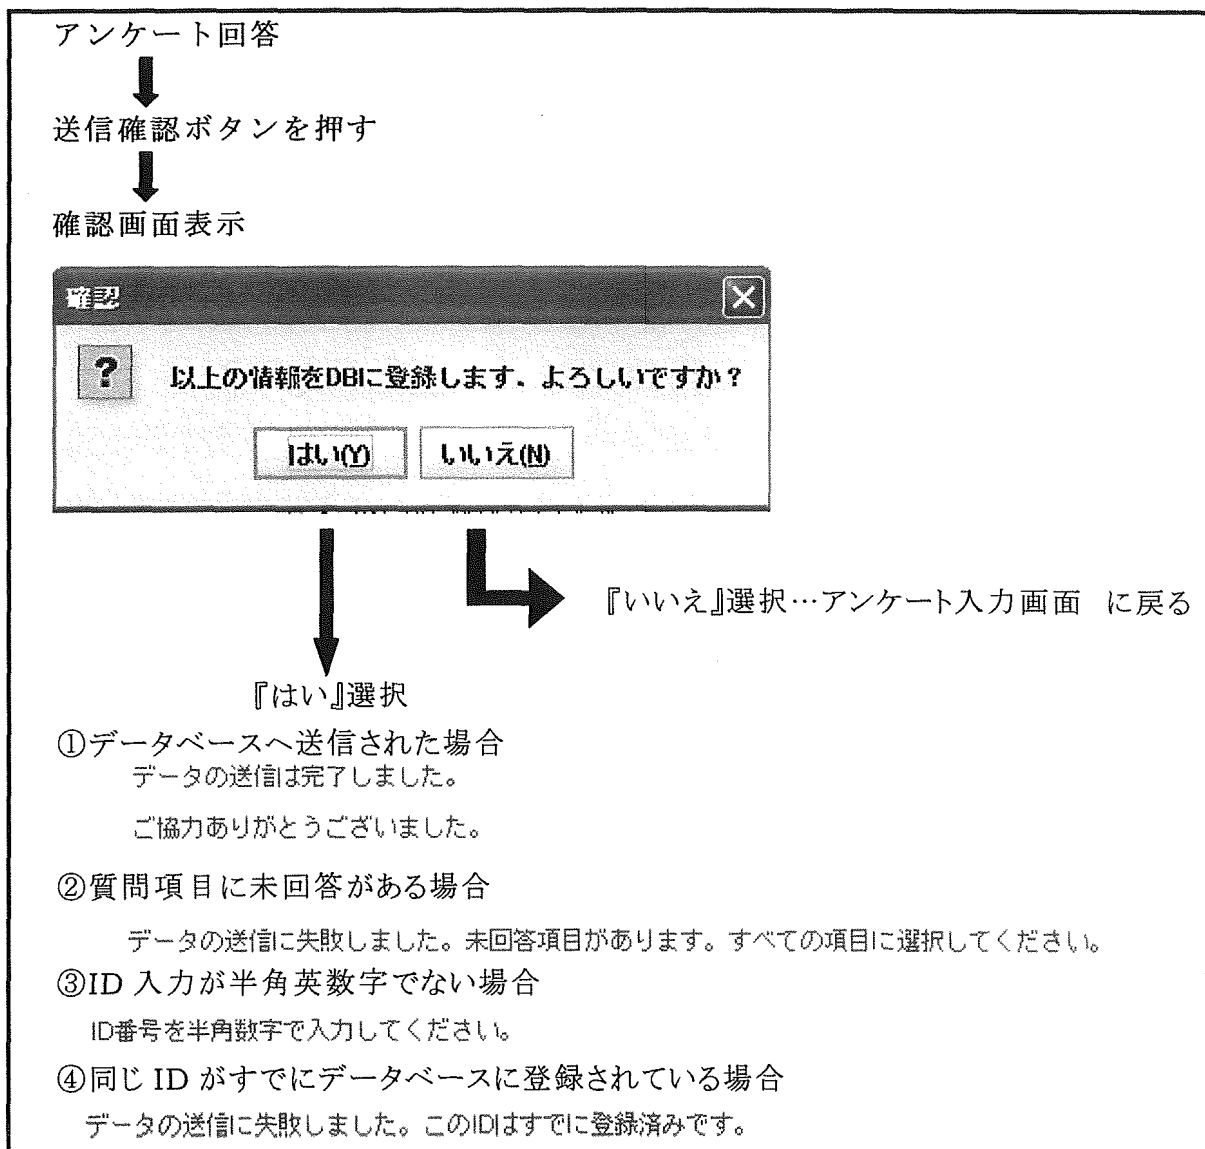 アンケート回答
送信確認ボタンを押す
確認画面表示
確認
?
以上の情報をDBに登録します．よろしいですか？
はい(Y)
いいえ(N)
『いいえ』選択…アンケート入力画面 に戻る
『はい』選択
①データベースへ送信された場合
データの送信は完了しました。
ご協力ありがとうございました。
②質問項目に未回答がある場合
データの送信に失敗しました。未回答項目があります。すべての項目に選択してください。
③ID 入力が半角英数字でない場合
ID番号を半角数字で入力してください。
④同じ ID がすでにデータベースに登録されている場合
データの送信に失敗しました。このIDはすでに登録済みです。